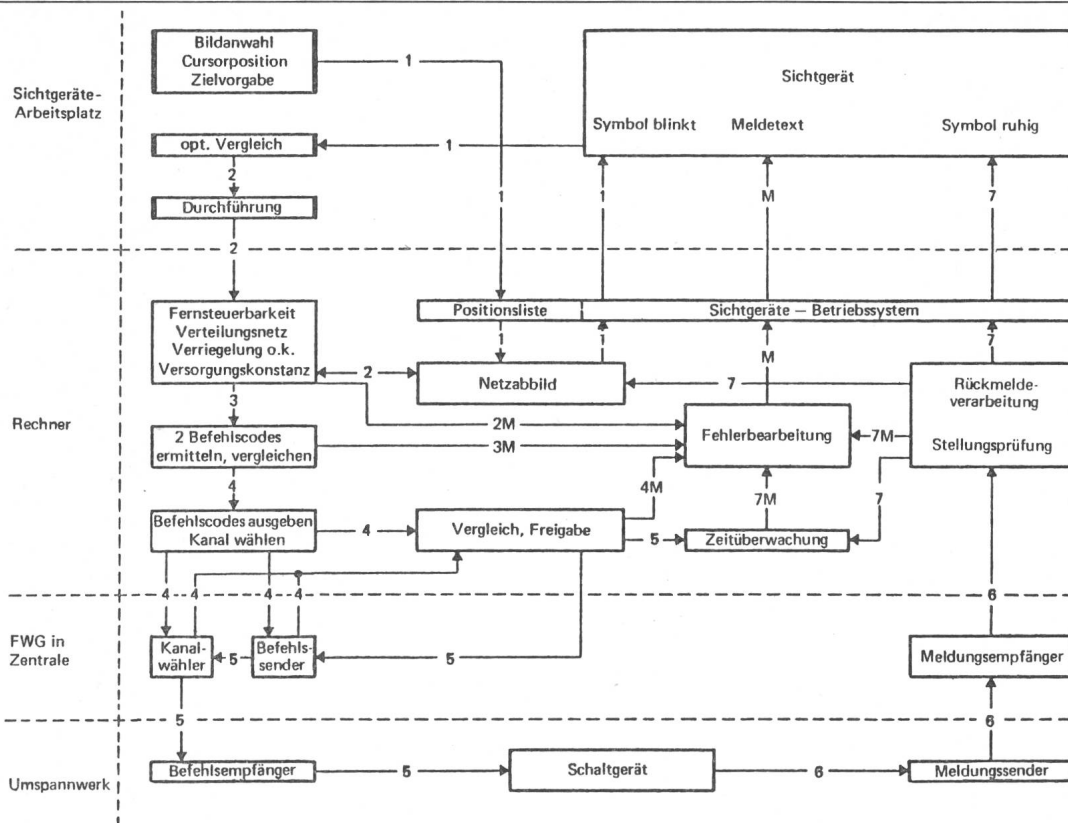 Bildanwahl
Cursorposition
Zielvorgabe
1
Sichtgerät
Sichtgeräte-
Arbeitsplatz
Symbol blinkt
Meldetext
Symbol ruhig
opt. Vergleich
1
2
Durchführung
1
1
M
7
2
Fernsteuerbarkeit
Verteilungsnetz
Verriegelung o.k.
Versorgungskonstanz
Positionsliste
Sichtgeräte — Betriebssystem
1
1
M
7
2
Netzabbild
7
Rückmelde-
verarbeitung
Stellungsprüfung
Rechner
3
2M
2 Befehlscodes
ermitteln, vergleichen
3M
Fehlerbearbeitung
7M
4
4M
7M
7
Befehlscodes ausgeben
Kanal wählen
4
Vergleich, Freigabe
5
Zeitüberwachung
4
4
4
4
6
FWG in
Zentrale
Kanal-
wähler
5
Befehls-
sender
5
Meldungsempfänger
5
6
Umspannwerk
Befehlsempfänger
5
Schaltgerät
6
Meldungssender